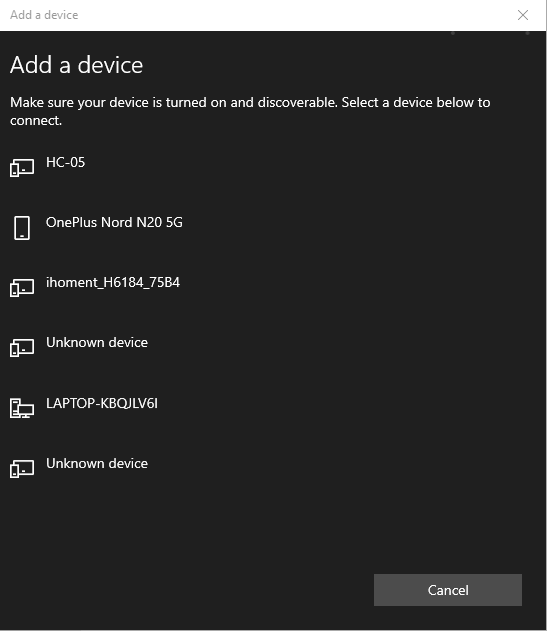 Add a device
Add a device
Make sure your device is turned on and discoverable. Select a device below to
connect.
HC-05
OnePlus Nord N20 5G
ihoment_H6184_75B4
Unknown device
LAPTOP-KBQJLV6I
Unknown device
Cancel